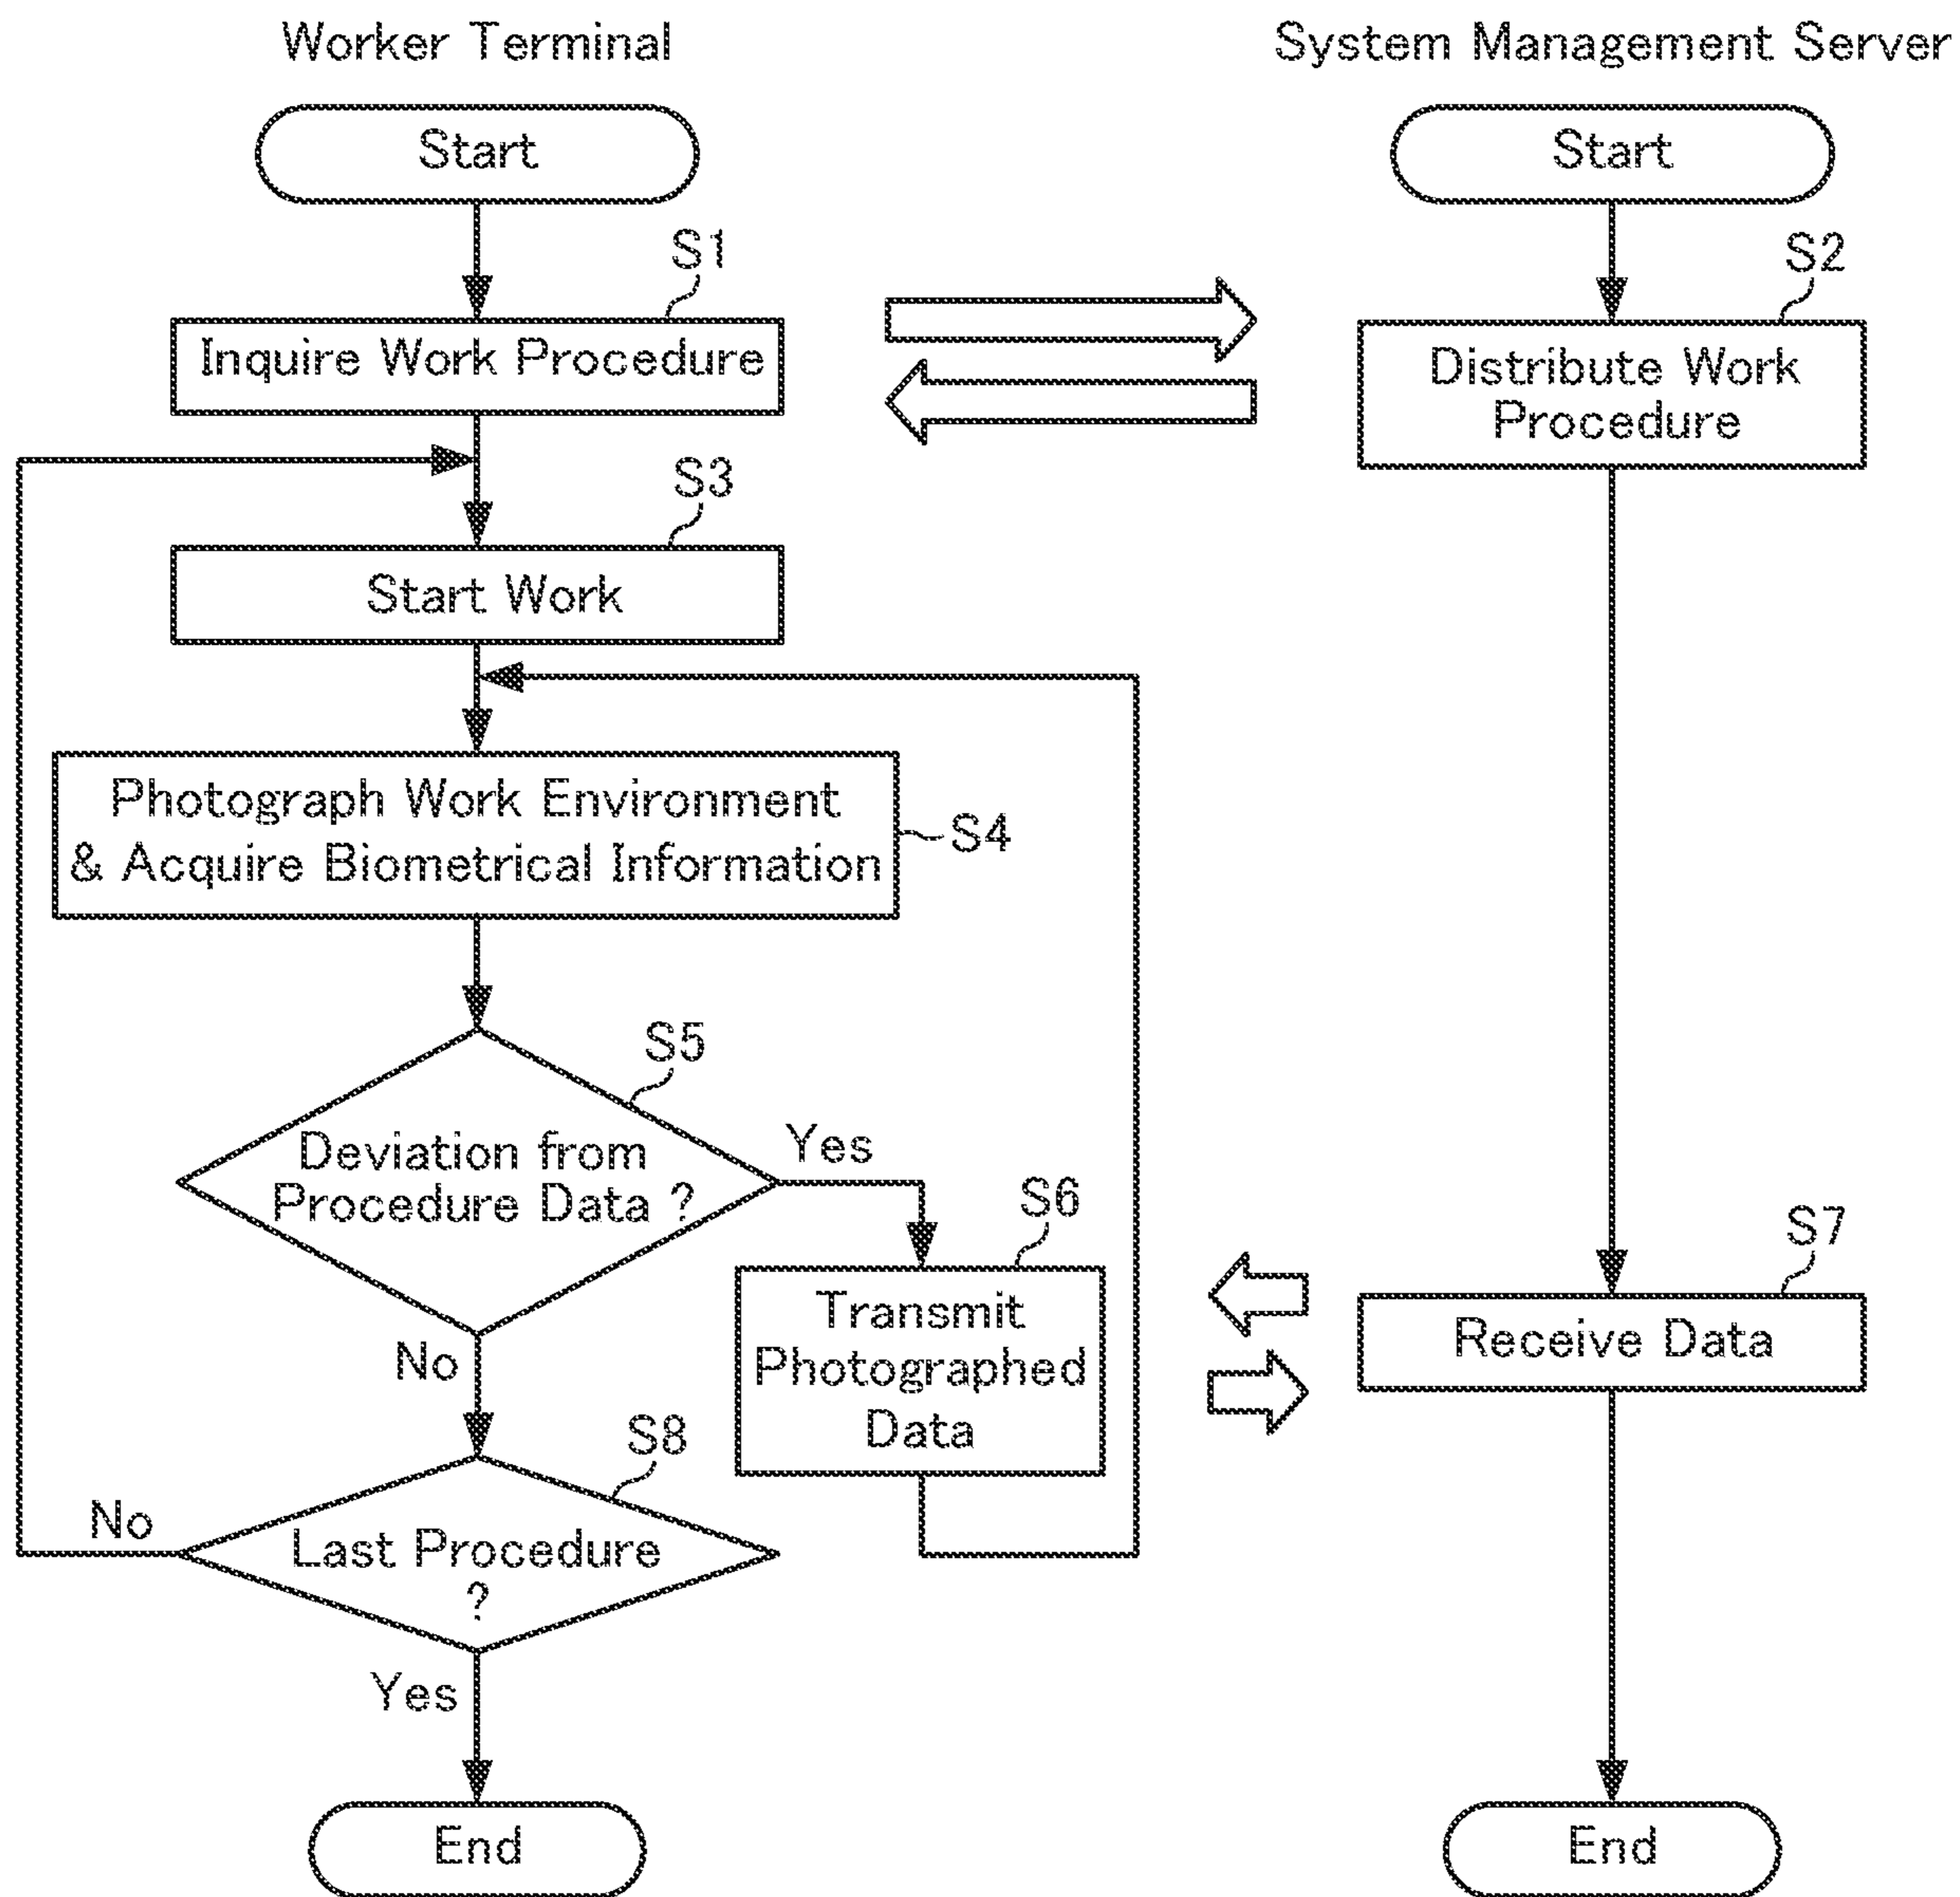 Worker Terminal
System Management Server
Start
Start
S1
S2
Inquire Work Procedure
Distribute Work
Procedure
S3
Start Work
Photograph Work Environment
& Acquire Biometrical Information
S4
S5
Deviation from
Procedure Data ?
Yes
No
S6
Transmit
Photographed
Data
S7
Receive Data
S8
Last Procedure
?
No
Yes
End
End